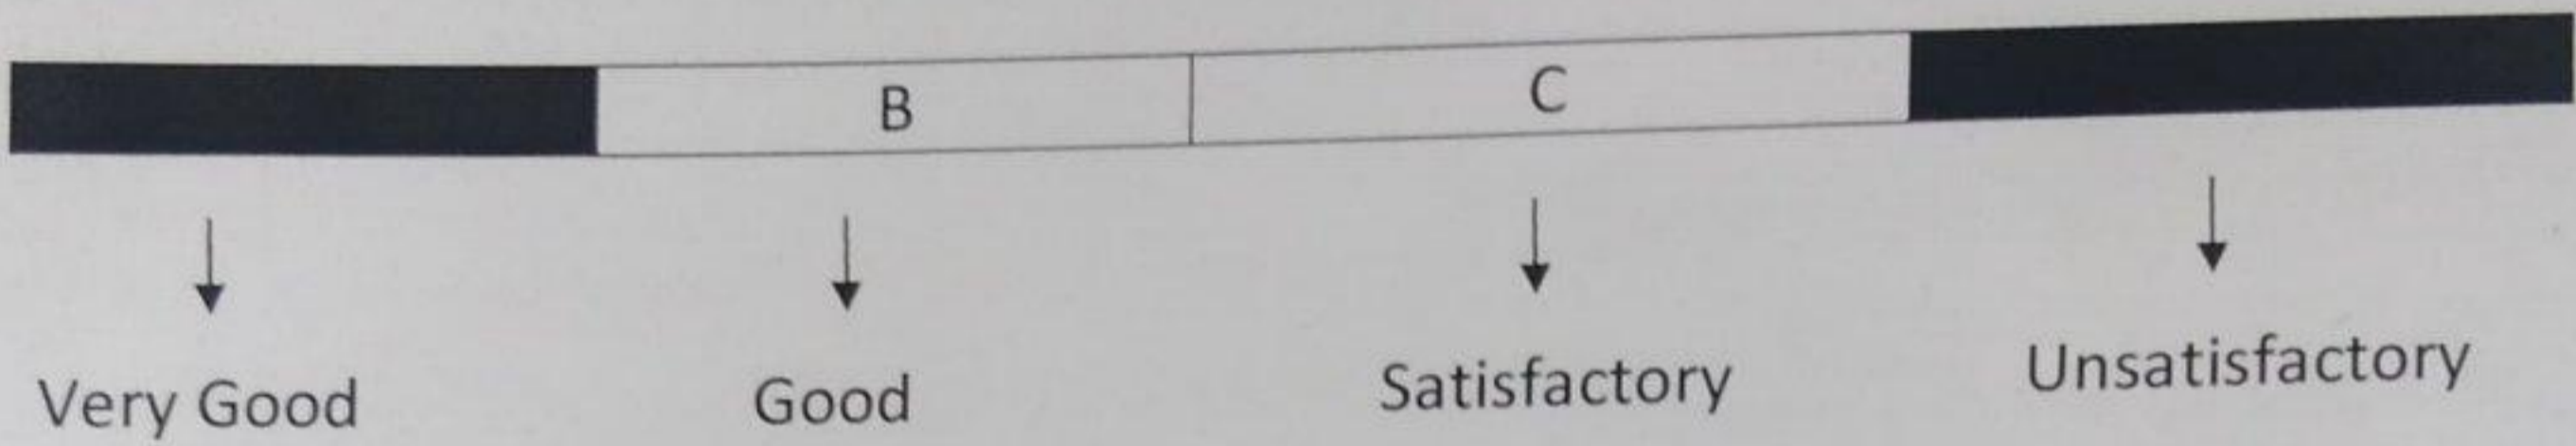 B C
Very Good Good Satisfactory Unsatisfactory